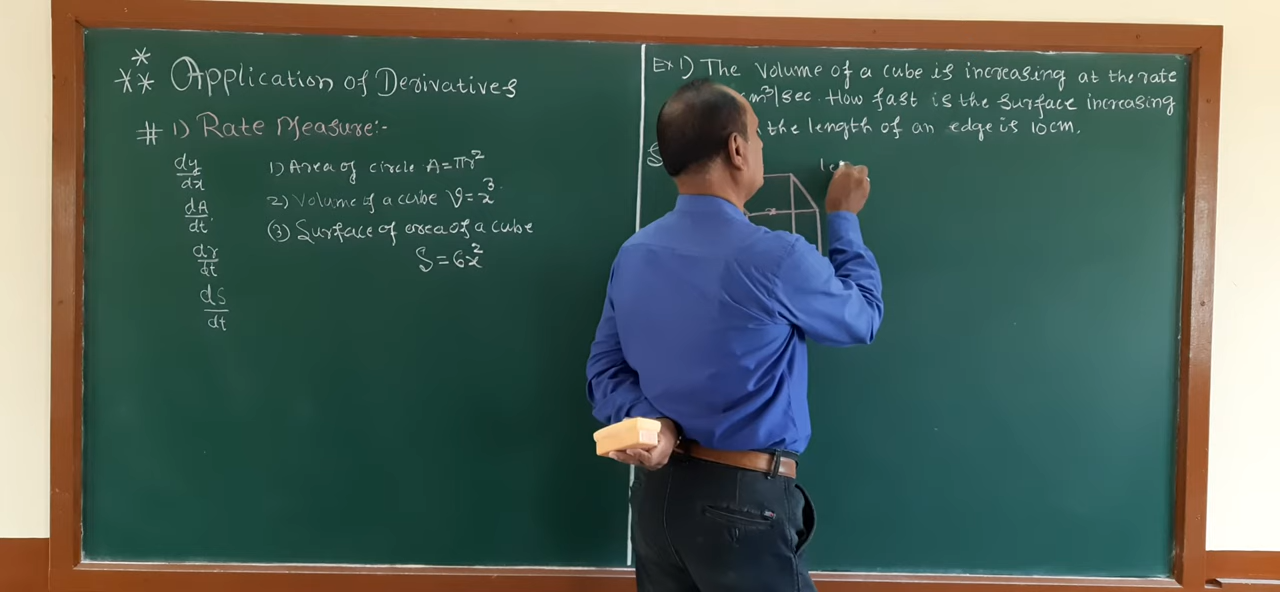 *** Application of Derivatives
# 1) Rate Measure:-
dy/dx
1) Area of circle A=πr²
dA/dt
2) Volume of a cube V=x³
dr/dt
(3) Surface of area of a cube
S=6x²
dS/dt
Ex 1) The Volume of a cube is increasing at the rate
cm³/sec. How fast is the surface increasing
the length of an edge is 10cm.
x